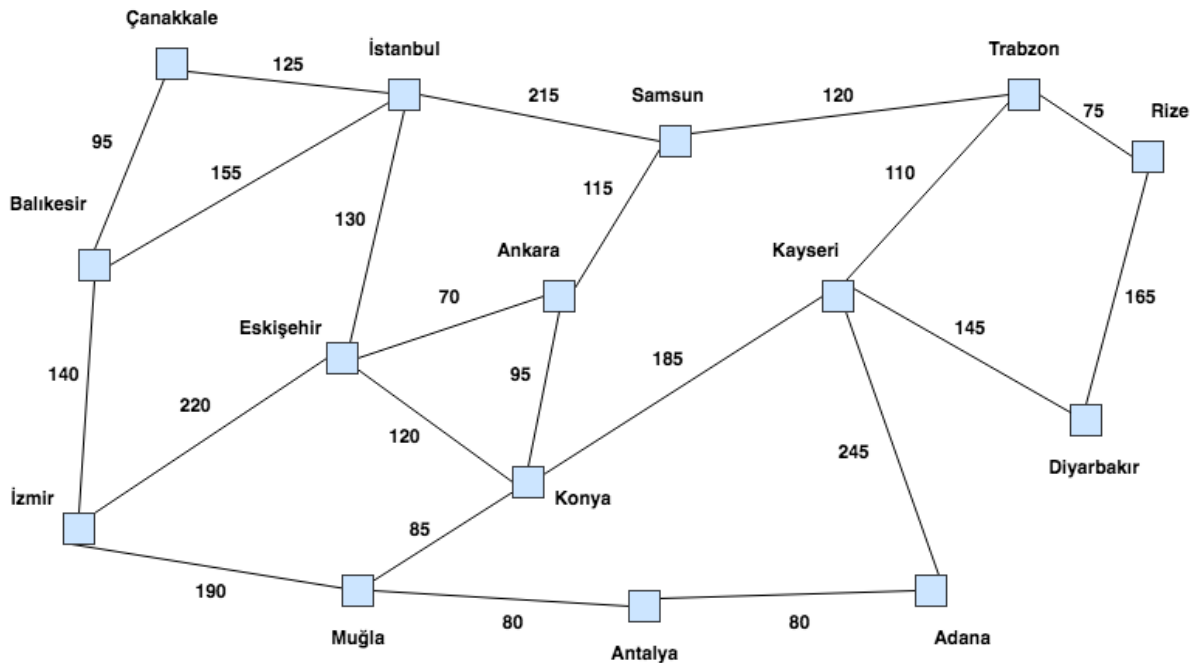 Çanakkale
İstanbul
Trabzon
125
Samsun
215
120
75
Rize
95
155
115
110
Balıkesir
130
Ankara
Kayseri
70
165
Eskişehir
145
140
185
95
220
120
245
Diyarbakır
İzmir
Konya
85
190
80
80
Muğla
Antalya
Adana